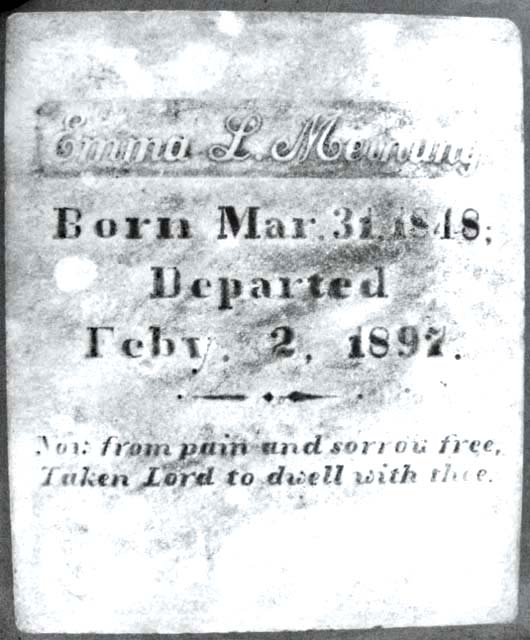 Emma L. Meinung
Born Mar. 31, 1848;
Departed
Feby. 2, 1897.
Now from pain and sorrow free,
Taken Lord to dwell with thee.